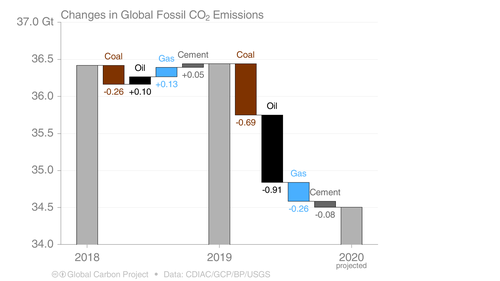 Changes in Global Fossil CO₂ Emissions
37.0 Gt
36.5
36.0
35.5
35.0
34.5
34.0
Coal
-0.26
Oil
+0.10
Gas
+0.13
Cement
+0.05
Coal
-0.69
Oil
-0.91
Gas
-0.26
Cement
-0.08
2018
2019
2020
projected
Global Carbon Project • Data: CDIAC/GCP/BP/USGS